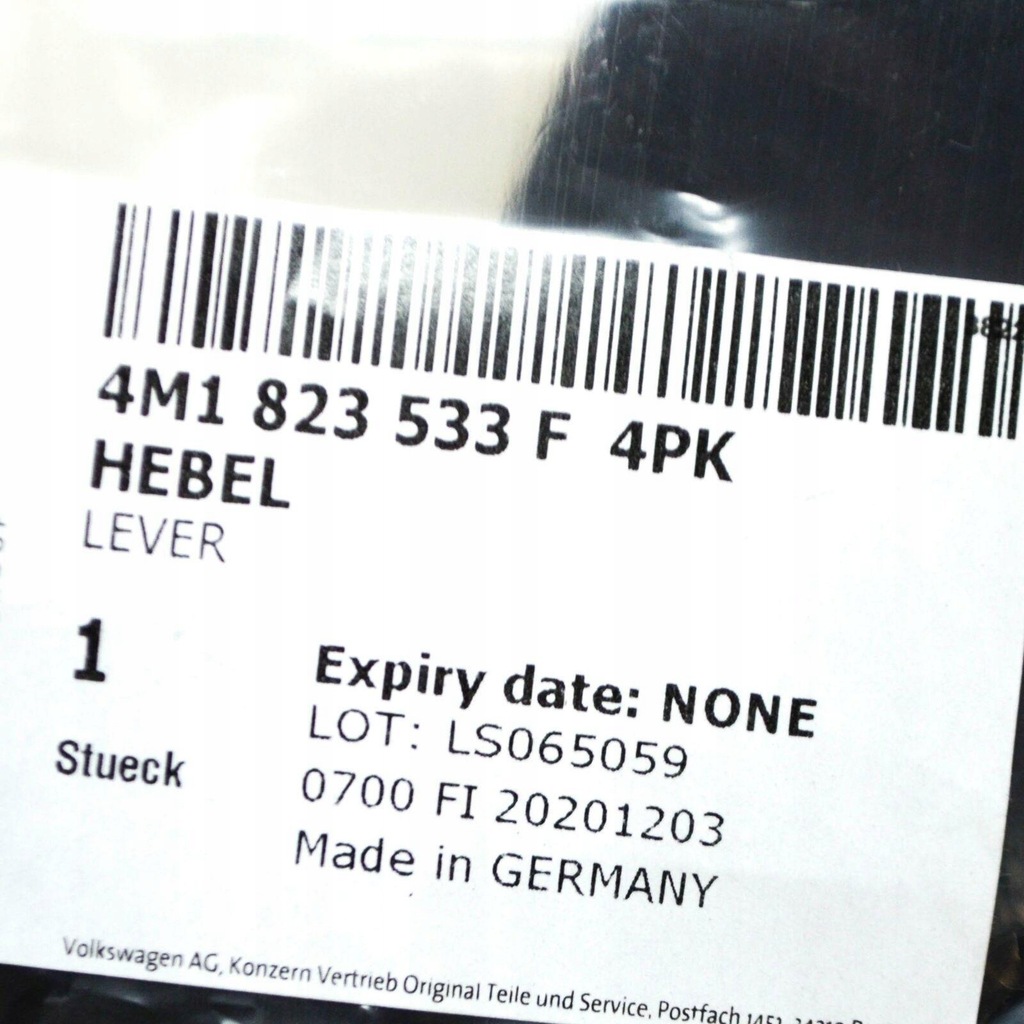 4M1 823 533 F 4PK
HEBEL
LEVER
1
Stueck
Expiry date: NONE
LOT: LS065059
0700 FI 20201203
Made in GERMANY
Volkswagen AG, Konzern Vertrieb Original Teile und Service, Postfach